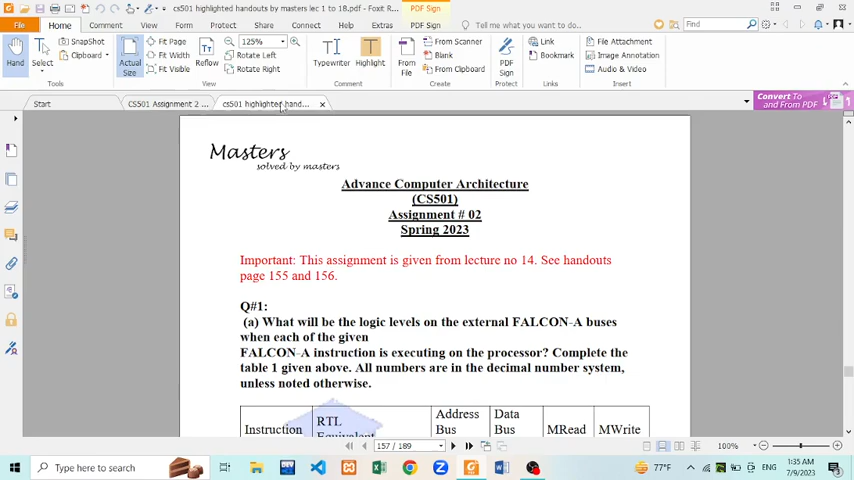 cs501 highlighted handouts by masters lec 1 to 18.pdf - Foxit R...
PDF Sign
File Home Comment View Form Protect Share Connect Help Extras PDF Sign Tell me what you want to do... Find
Hand
Select
SnapShot
Clipboard
Tools
Actual Size
Fit Page
Fit Width
Fit Visible
Reflow
125%
Rotate Left
Rotate Right
View
Typewriter
Highlight
Comment
From File
From Scanner
Blank
From Clipboard
Create
PDF Sign
Protect
Link
Bookmark
Links
File Attachment
Image Annotation
Audio & Video
Insert
Start
CS501 Assignment 2 ...
cs501 highlighted hand...
Convert To
and From PDF
Masters
solved by masters
Advance Computer Architecture
(CS501)
Assignment # 02
Spring 2023
Important: This assignment is given from lecture no 14. See handouts
page 155 and 156.
Q#1:
(a) What will be the logic levels on the external FALCON-A buses
when each of the given
FALCON-A instruction is executing on the processor? Complete the
table 1 given above. All numbers are in the decimal number system,
unless noted otherwise.
Instruction
RTL
Equivalent
Address
Bus
Data
Bus
MRead
MWrite
157 / 189
100%
Type here to search
77°F
ENG
1:35 AM
7/9/2023